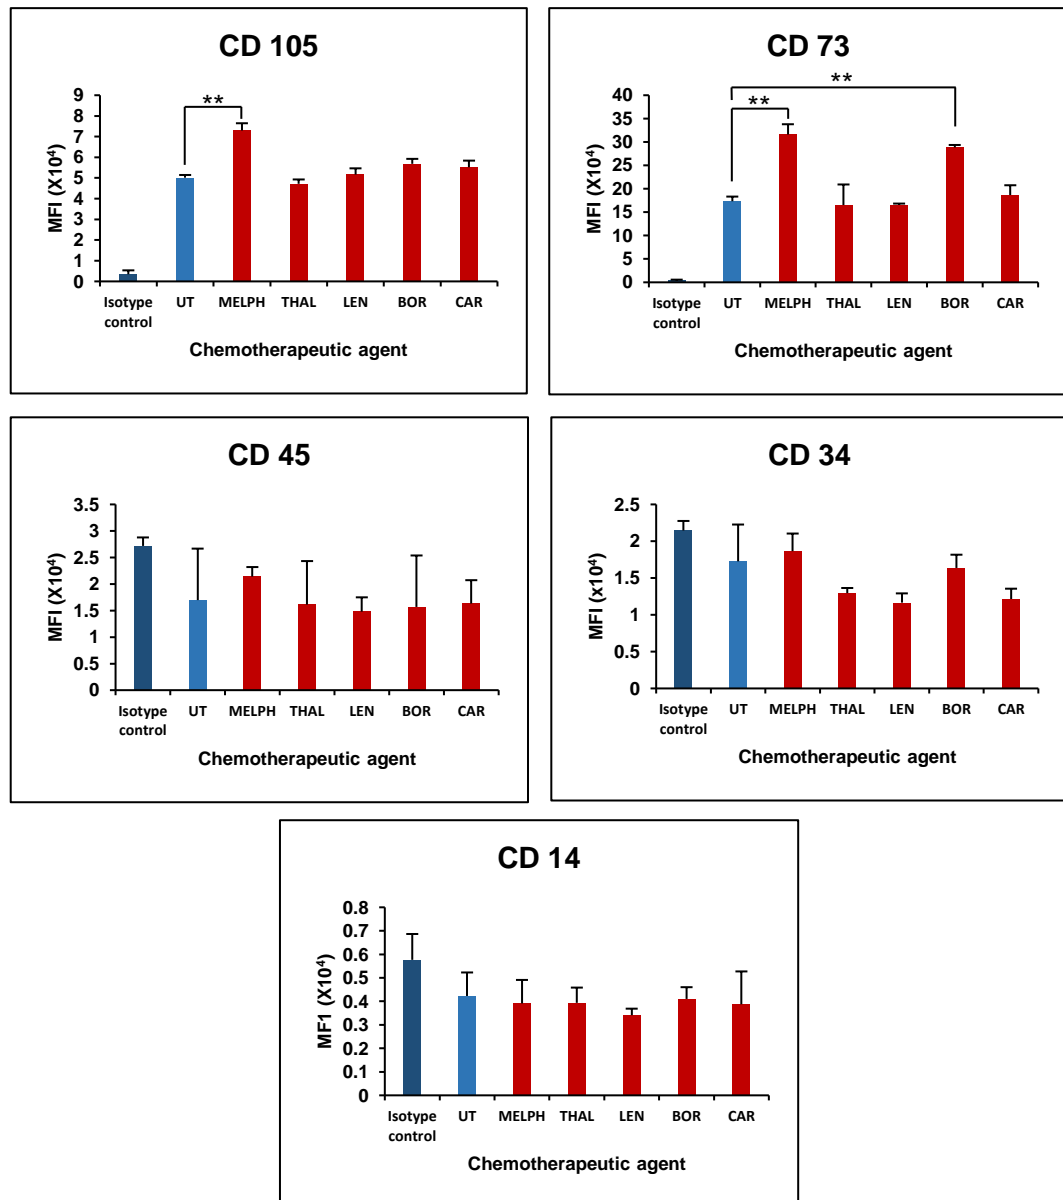 CD 105
9
8
7
6
5
4
3
2
1
0
MFI (X10⁴)
**
Isotype control
UT
MELPH
THAL
LEN
BOR
CAR
Chemotherapeutic agent
CD 73
40
35
30
25
20
15
10
5
0
MFI (X10⁴)
**
**
Isotype control
UT
MELPH
THAL
LEN
BOR
CAR
Chemotherapeutic agent
CD 45
3.5
3
2.5
2
1.5
1
0.5
0
MFI (X10⁴)
Isotype control
UT
MELPH
THAL
LEN
BOR
CAR
Chemotherapeutic agent
CD 34
2.5
2
1.5
1
0.5
0
MFI (x10⁴)
Isotype control
UT
MELPH
THAL
LEN
BOR
CAR
Chemotherapeutic agent
CD 14
0.8
0.7
0.6
0.5
0.4
0.3
0.2
0.1
0
MF1 (X10⁴)
Isotype control
UT
MELPH
THAL
LEN
BOR
CAR
Chemotherapeutic agent